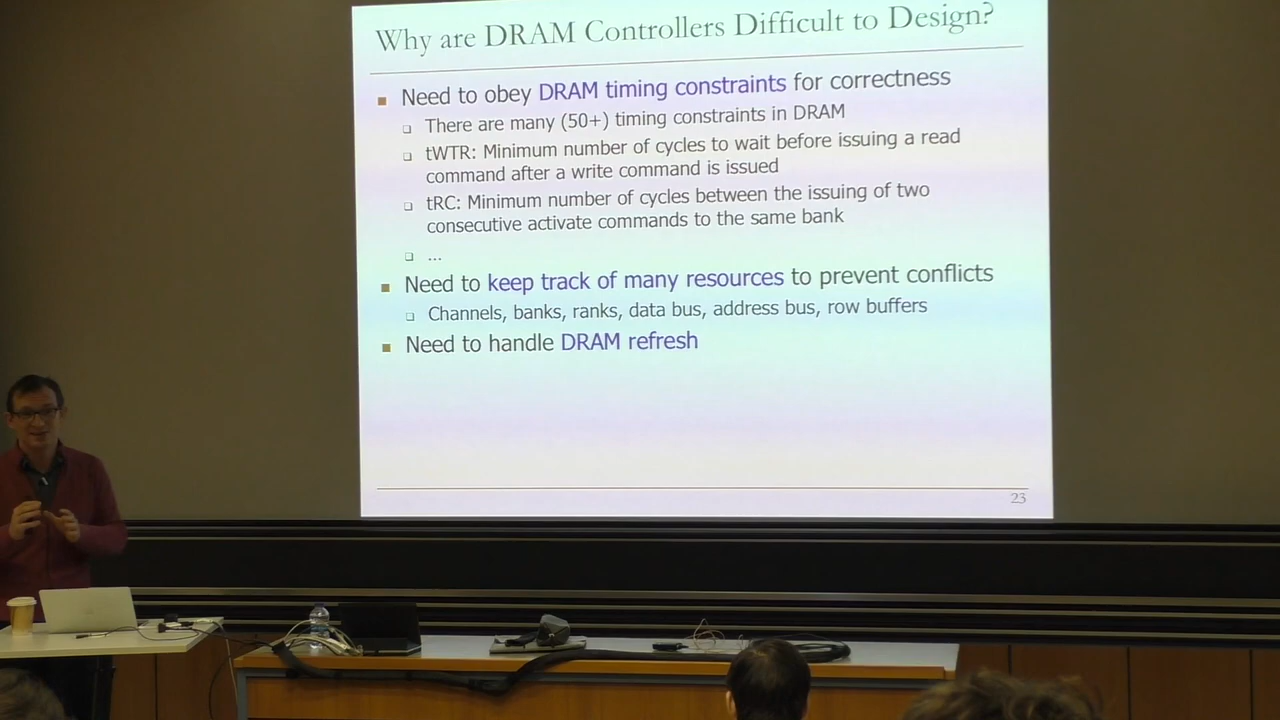 Why are DRAM Controllers Difficult to Design?
Need to obey DRAM timing constraints for correctness
There are many (50+) timing constraints in DRAM
tWTR: Minimum number of cycles to wait before issuing a read
command after a write command is issued
tRC: Minimum number of cycles between the issuing of two
consecutive activate commands to the same bank
...
Need to keep track of many resources to prevent conflicts
Channels, banks, ranks, data bus, address bus, row buffers
Need to handle DRAM refresh
23